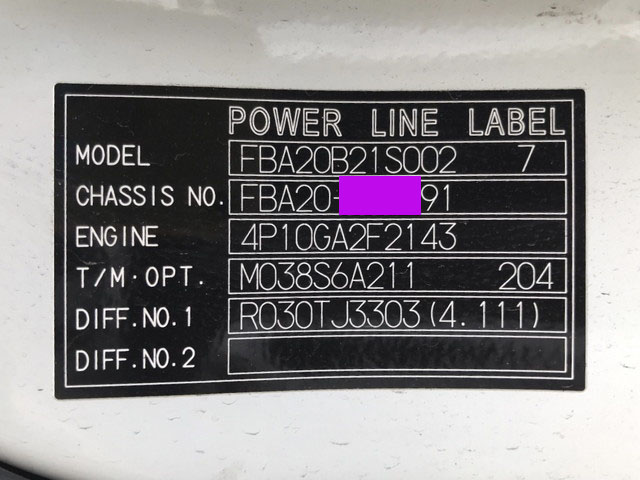 POWER LINE LABEL
MODEL FBA20B21S002 7
CHASSIS NO. FBA20- 91
ENGINE 4P10GA2F2143
T/M·OPT. M038S6A211 204
DIFF.NO.1 R030TJ3303(4.111)
DIFF.NO.2